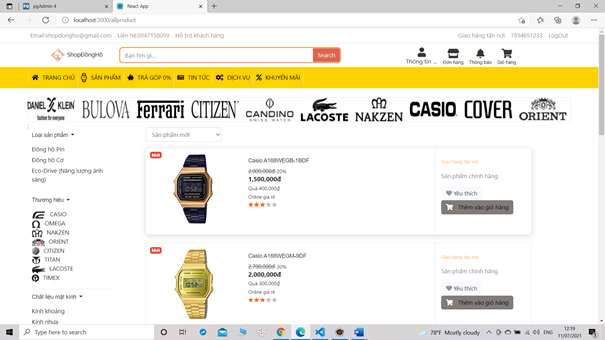 pgAdmin 4
React App
localhost:3000/allproduct
Email:shopdongho@gmail.com Liên hệ:0947158099 Hỗ trợ khách hàng Giao hàng tận nơi 7884651233 LogOut
ShopĐồngHồ
Bạn tìm gì...
Search
Thông tin ... Đơn hàng Thông báo Giỏ hàng
TRANG CHỦ SẢN PHẨM TRẢ GÓP 0% TIN TỨC DỊCH VỤ KHUYẾN MÃI
DANIEL KLEIN
fashion for everyone
BULOVA
Ferrari
CITIZEN
CANDINO
SWISS WATCH
LACOSTE
NAKZEN
CASIO
COVER
ORIENT
Loại sản phẩm
Đồng hồ Pin
Đồng hồ Cơ
Eco-Drive (Năng lượng ánh
sáng)
Thương hiệu
CASIO
OMEGA
NAKZEN
ORIENT
CITIZEN
TITAN
LACOSTE
TIMEX
Chất liệu mặt kính
Kính khoáng
Kính nhựa
Sản phẩm mới
Mới
Casio A168WEGB-1BDF
2,000,000đ -20%
1,500,000đ
Quà 400,000đ
Online giá rẻ
Giao hàng tận nơi
Sản phẩm chính hãng
Yêu thích
Thêm vào giỏ hàng
Mới
Casio A168WEGM-9DF
2,700,000đ -30%
2,000,000đ
Quà 300,000đ
Online giá rẻ
Giao hàng tận nơi
Sản phẩm chính hãng
Yêu thích
Thêm vào giỏ hàng
Type here to search
78°F Mostly cloudy
ENG
12:19
11/07/2021